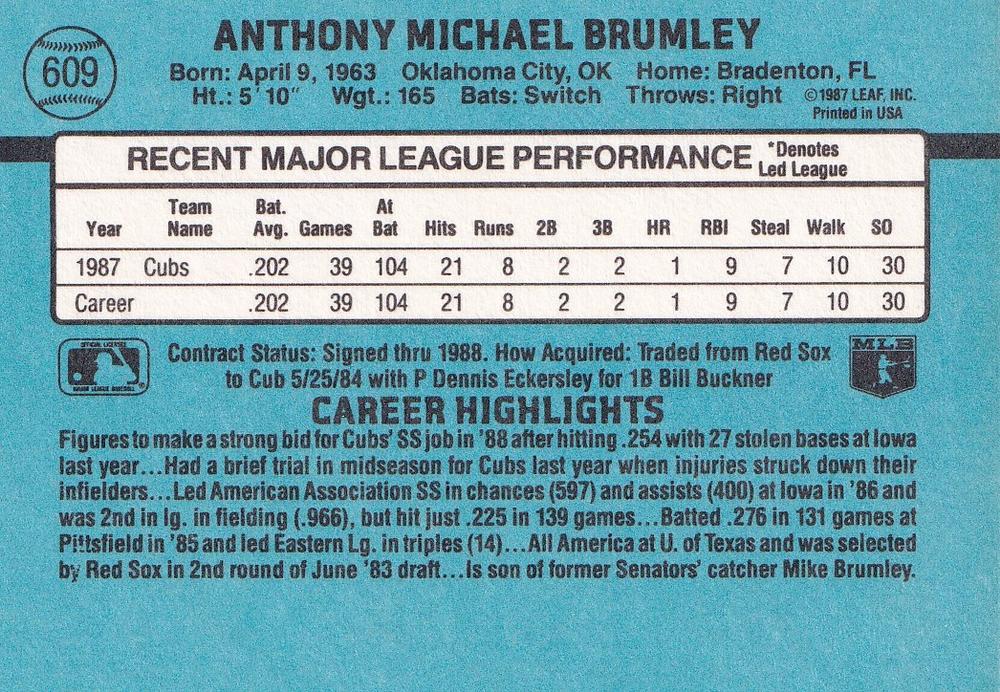 609
ANTHONY MICHAEL BRUMLEY
Born: April 9, 1963 Oklahoma City, OK Home: Bradenton, FL
Ht.: 5' 10" Wgt.: 165 Bats: Switch Throws: Right ©1987 LEAF, INC.
Printed in USA
RECENT MAJOR LEAGUE PERFORMANCE *Denotes Led League
Year Team Name Bat. Avg. Games At Bat Hits Runs 2B 3B HR RBI Steal Walk SO
1987 Cubs .202 39 104 21 8 2 2 1 9 7 10 30
Career .202 39 104 21 8 2 2 1 9 7 10 30
OFFICIAL LICENSEE
MAJOR LEAGUE BASEBALL
MLB
Contract Status: Signed thru 1988. How Acquired: Traded from Red Sox
to Cub 5/25/84 with P Dennis Eckersley for 1B Bill Buckner
CAREER HIGHLIGHTS
Figures to make a strong bid for Cubs' SS job in '88 after hitting .254 with 27 stolen bases at Iowa
last year...Had a brief trial in midseason for Cubs last year when injuries struck down their
infielders...Led American Association SS in chances (597) and assists (400) at Iowa in '86 and
was 2nd in lg. in fielding (.966), but hit just .225 in 139 games...Batted .276 in 131 games at
Pittsfield in '85 and led Eastern Lg. in triples (14)...All America at U. of Texas and was selected
by Red Sox in 2nd round of June '83 draft...Is son of former Senators' catcher Mike Brumley.